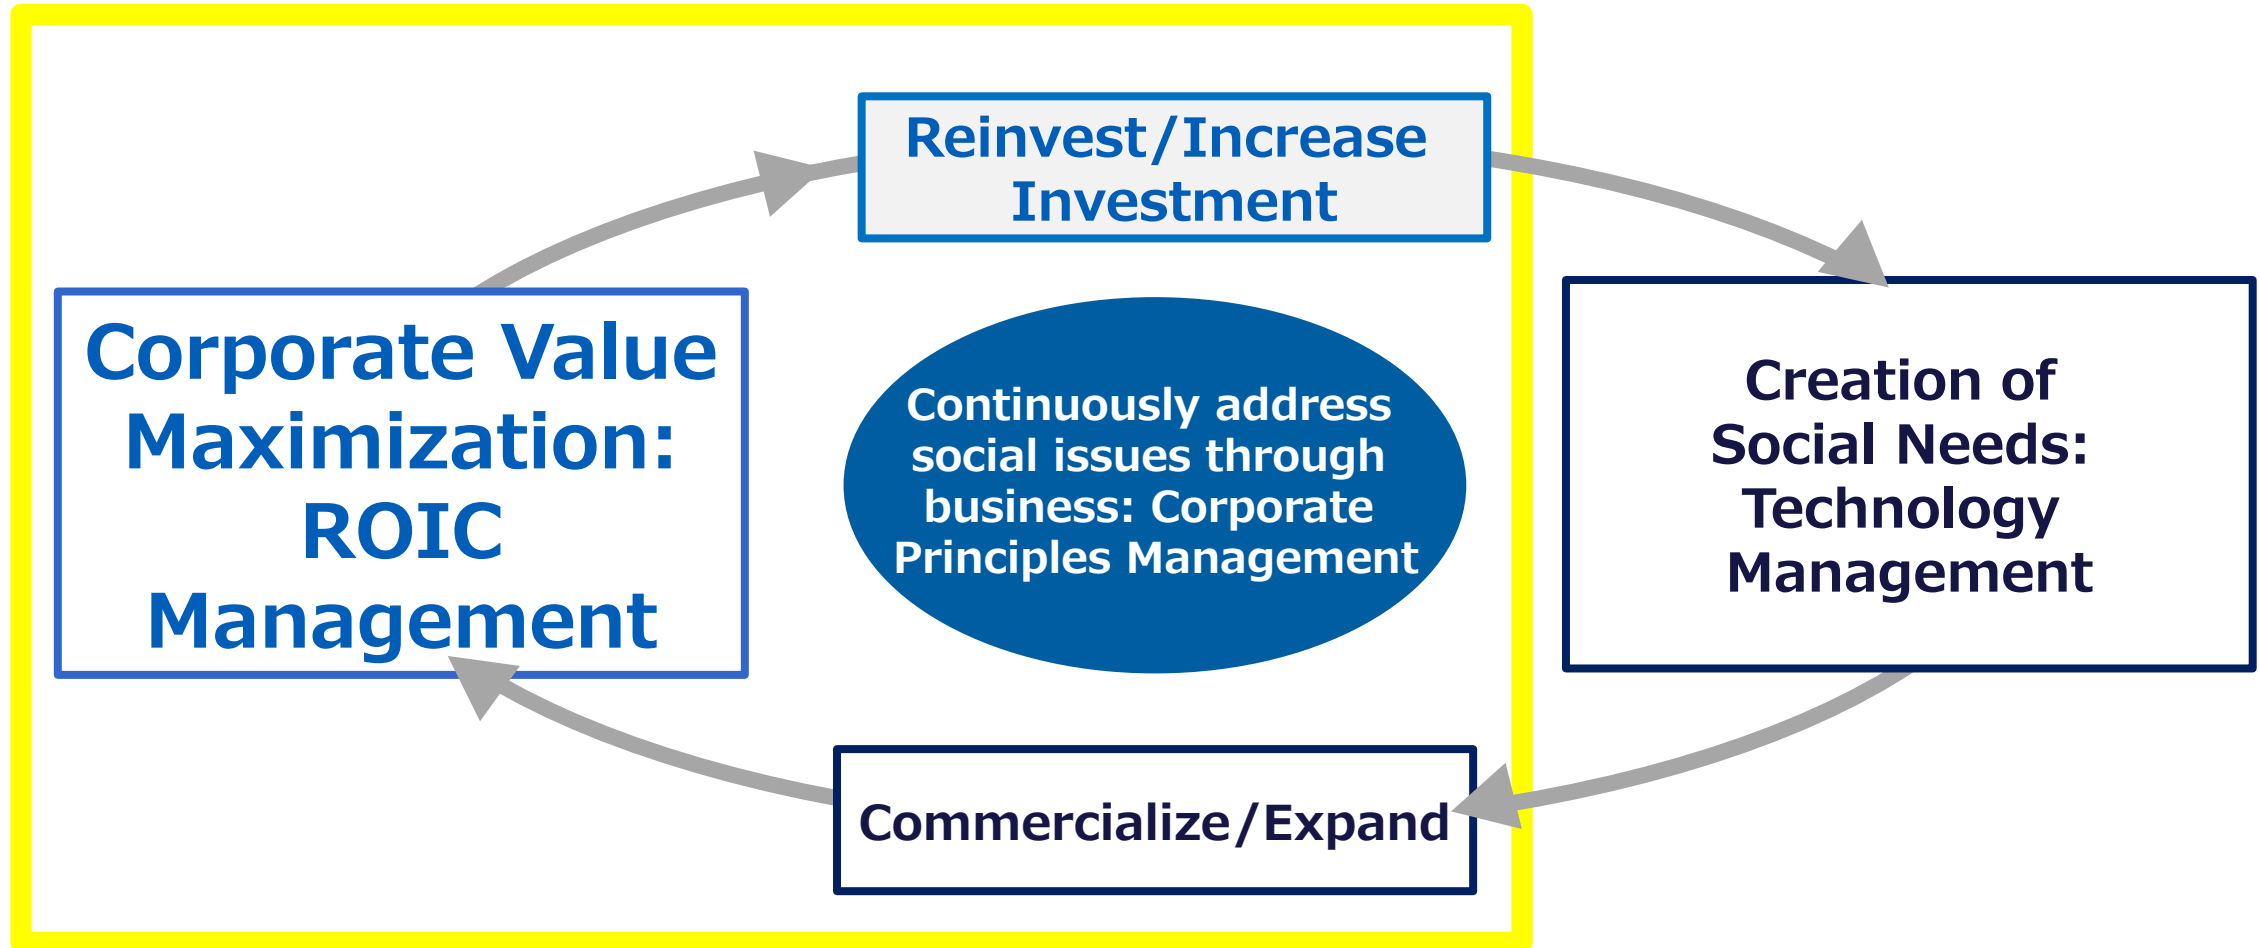 Reinvest/Increase
Investment
Corporate Value
Maximization:
ROIC
Management
Continuously address
social issues through
business: Corporate
Principles Management
Creation of
Social Needs:
Technology
Management
Commercialize/Expand